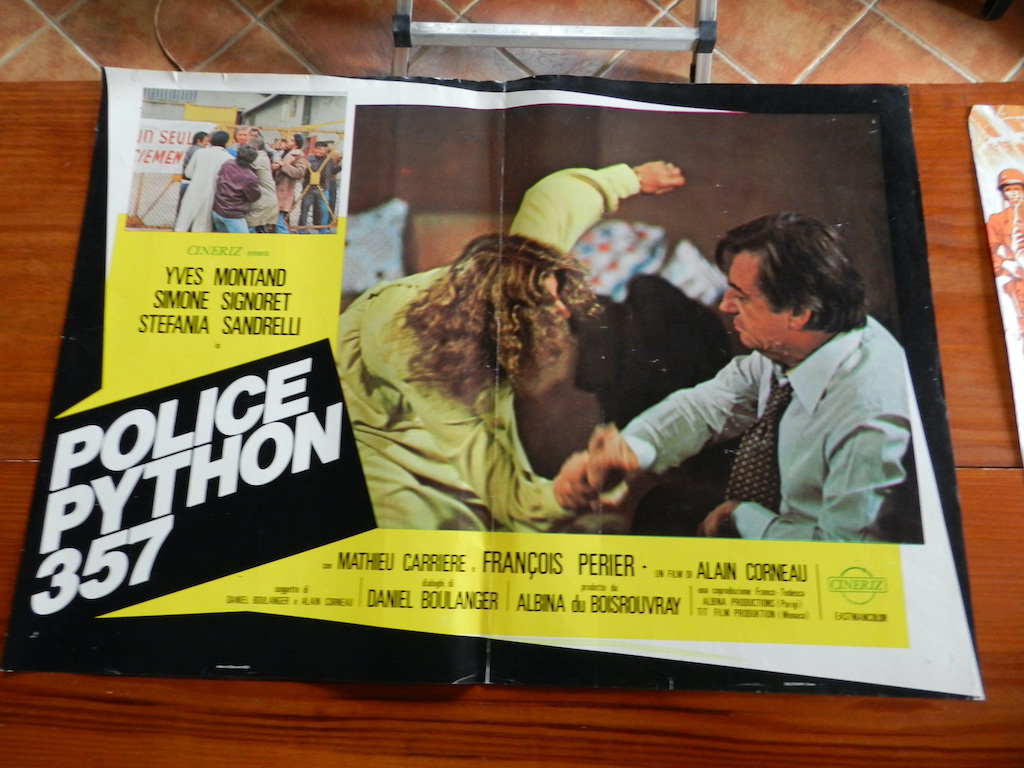 UN SEUL
CIEMENT
CINERIZ presenta
YVES MONTAND
SIMONE SIGNORET
STEFANIA SANDRELLI
in
POLICE
PYTHON
357
con MATHIEU CARRIERE e FRANÇOIS PERIER - UN FILM DI ALAIN CORNEAU
soggetto di
DANIEL BOULANGER e ALAIN CORNEAU
dialoghi di
DANIEL BOULANGER
prodotto da
ALBINA du BOISROUVRAY
una coproduzione Franco-Tedesca
ALBINA PRODUCTIONS (Parigi)
TIT FILM PRODUKTION (Monaco)
CINERIZ
EASTMANCOLOR